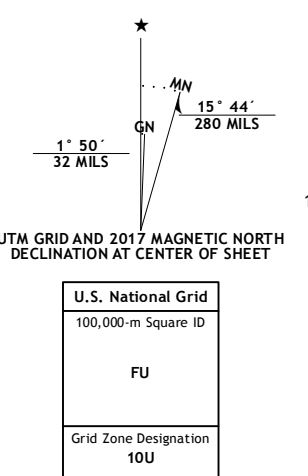 ★
MN
15° 44´
280 MILS
GN
1° 50´
32 MILS
UTM GRID AND 2017 MAGNETIC NORTH
DECLINATION AT CENTER OF SHEET
U.S. National Grid
100,000-m Square ID
FU
Grid Zone Designation
10U